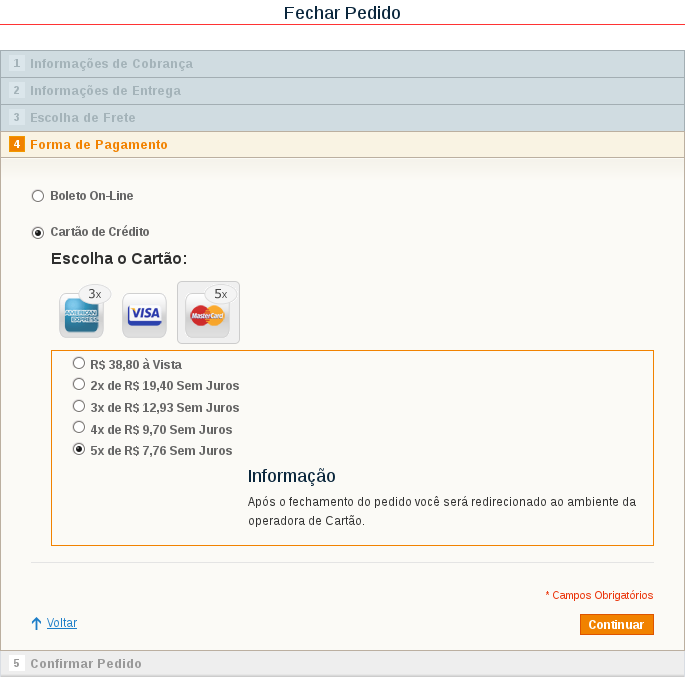 Fechar Pedido
1 Informações de Cobrança
2 Informações de Entrega
3 Escolha de Frete
4 Forma de Pagamento
Boleto On-Line
Cartão de Crédito
Escolha o Cartão:
3x 5x
AMERICAN EXPRESS VISA MasterCard
R$ 38,80 à Vista
2x de R$ 19,40 Sem Juros
3x de R$ 12,93 Sem Juros
4x de R$ 9,70 Sem Juros
5x de R$ 7,76 Sem Juros
Informação
Após o fechamento do pedido você será redirecionado ao ambiente da
operadora de Cartão.
* Campos Obrigatórios
Voltar Continuar
5 Confirmar Pedido